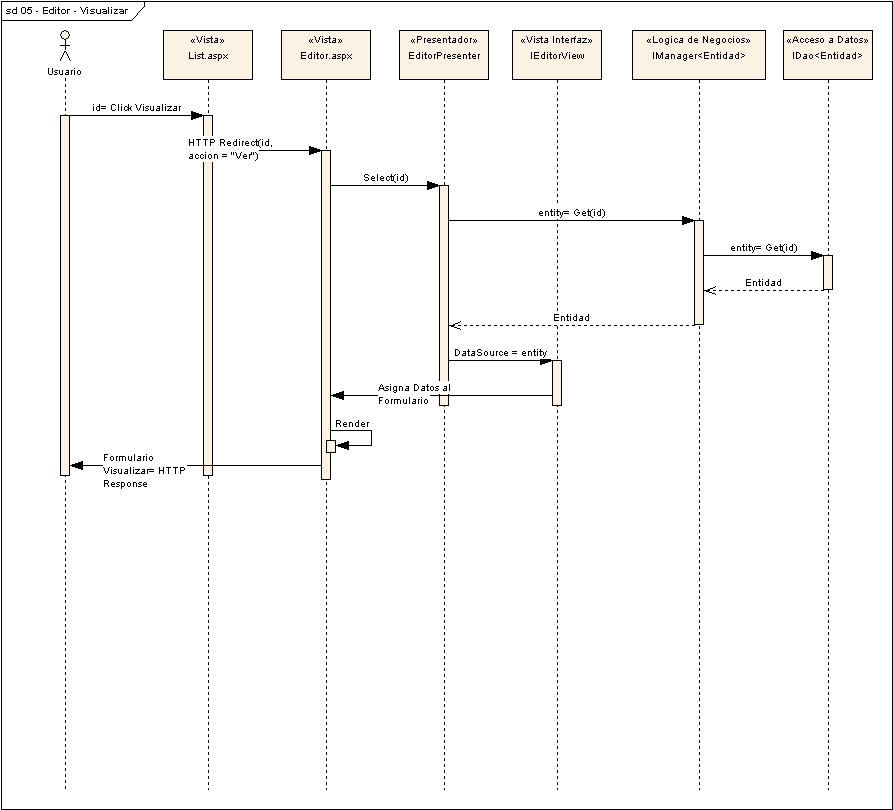 sd 05 - Editor - Visualizar
Usuario
«Vista»
List.aspx
«Vista»
Editor.aspx
«Presentador»
EditorPresenter
«Vista Interfaz»
IEditorView
«Logica de Negocios»
IManager<Entidad>
«Acceso a Datos»
IDao<Entidad>
id= Click Visualizar
HTTP Redirect(id,
accion = "Ver")
Select(id)
entity= Get(id)
entity= Get(id)
Entidad
Entidad
DataSource = entity
Asigna Datos al
Formulario
Render
Formulario
Visualizar= HTTP
Response